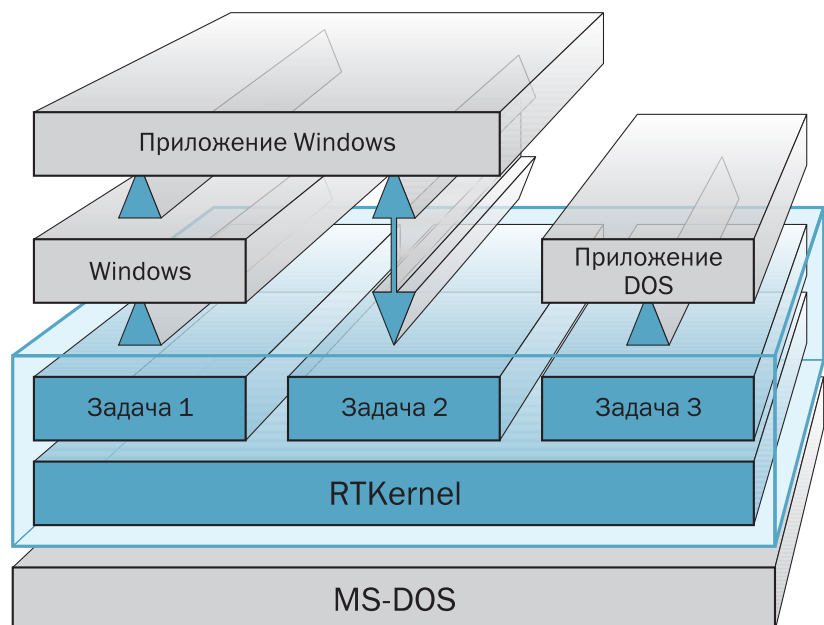 Приложение Windows
Windows
Приложение
DOS
Задача 1
Задача 2
Задача 3
RTKernel
MS-DOS